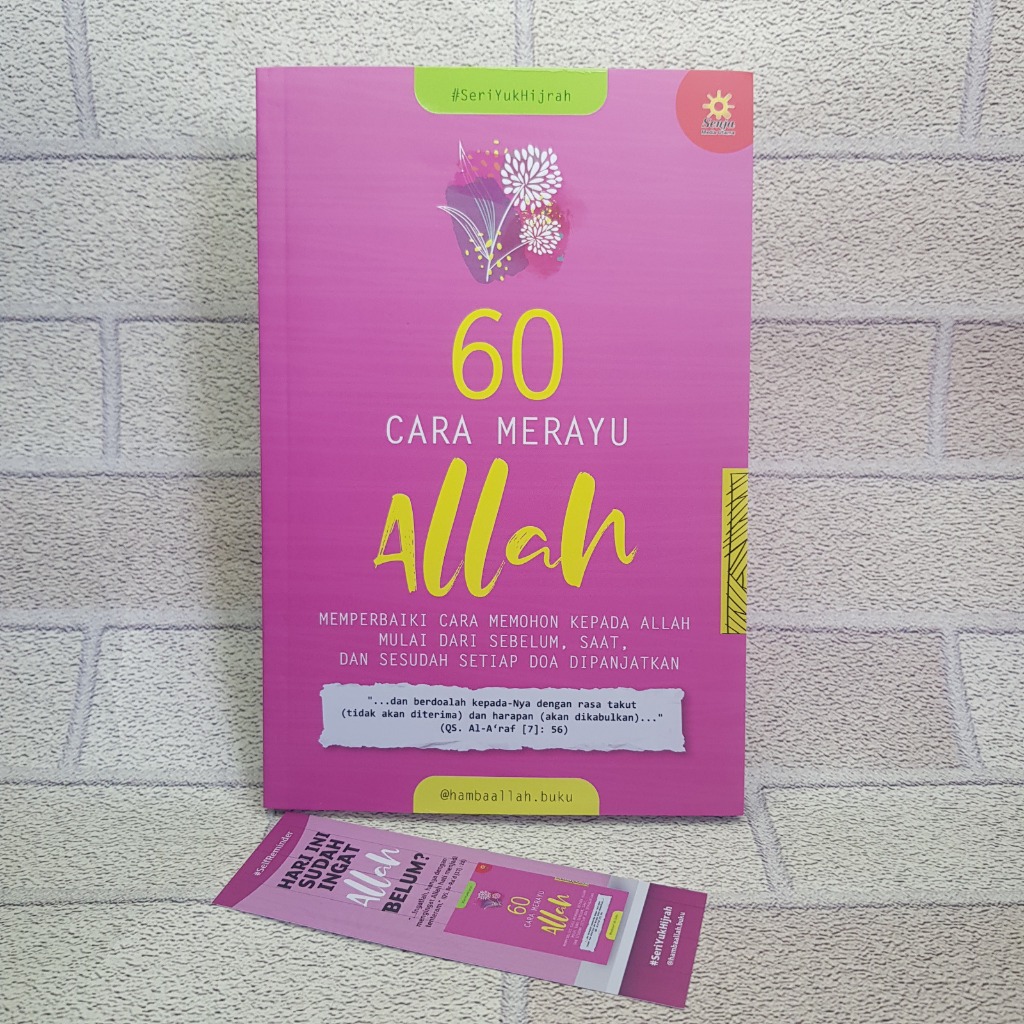 #SeriYukHijrah
60
CARA MERAYU
Allah
MEMPERBAIKI CARA MEMOHON KEPADA ALLAH
MULAI DARI SEBELUM, SAAT,
DAN SESUDAH SETIAP DOA DIPANJATKAN
"...dan berdoalah kepada-Nya dengan rasa takut
(tidak akan diterima) dan harapan (akan dikabulkan)..."
(QS. Al-A‘raf [7]: 56)
@hambaallah.buku
#SelfReminder
HARI INI
SUDAH
INGAT
Allah
BELUM?
60
CARA MERAYU
Allah
#SeriYukHijrah
@hambaallah.buku